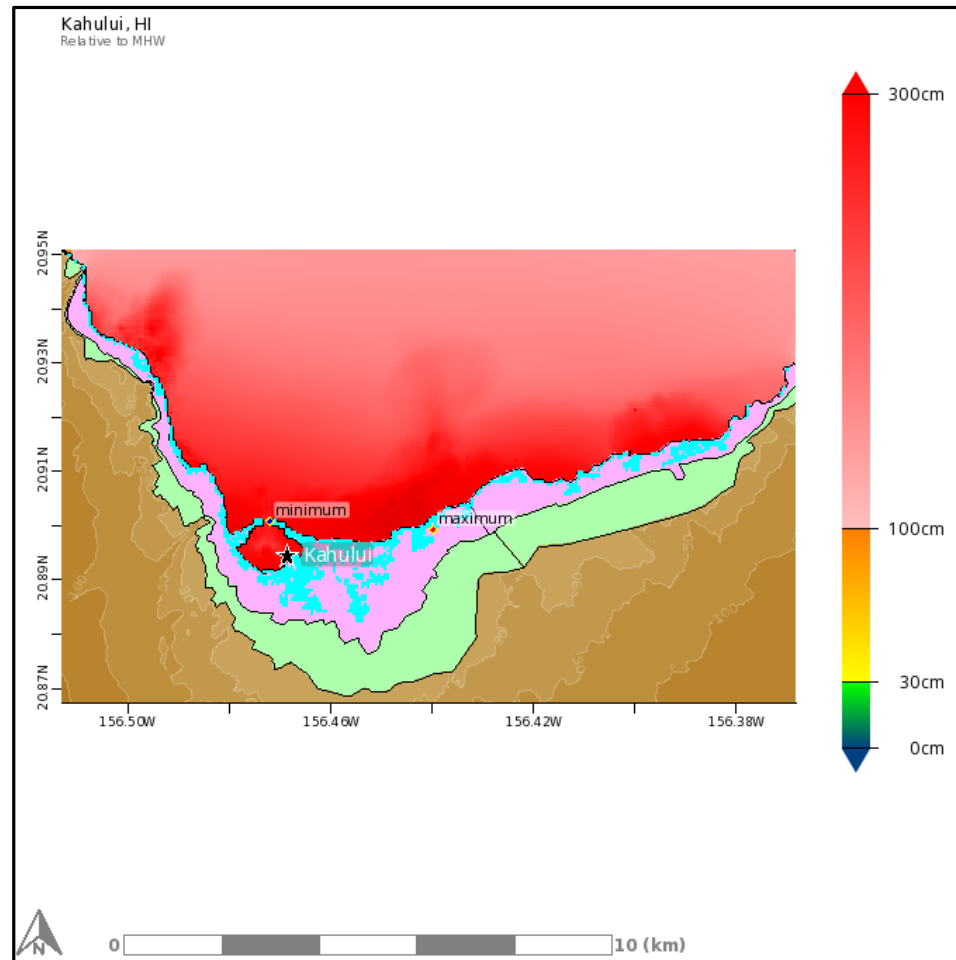 Kahului, HI
Relative to MHW
300cm
2095N
2093N
2091N
minimum
maximum
100cm
Kahului
2089N
30cm
2087N
156.50W
156.46W
156.42W
156.38W
0cm
N
0
10 (km)